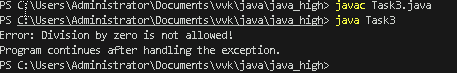 PS C:\Users\Administrator\Documents\vvk\java\java_high> javac Task3.java
PS C:\Users\Administrator\Documents\vvk\java\java_high> java Task3
Error: Division by zero is not allowed!
Program continues after handling the exception.
PS C:\Users\Administrator\Documents\vvk\java\java_high>